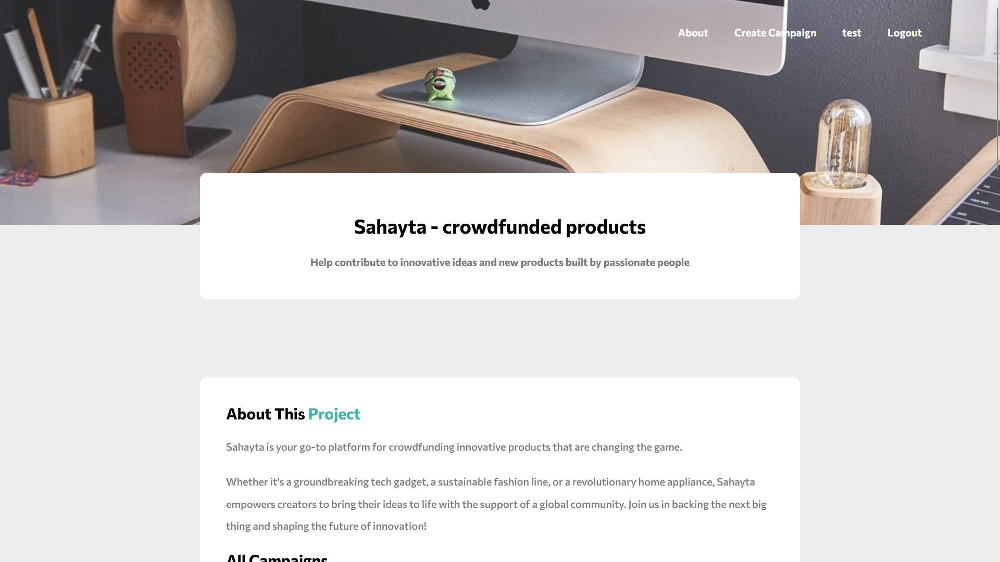 About Create Campaign test Logout
Sahayta - crowdfunded products
Help contribute to innovative ideas and new products built by passionate people
About This Project
Sahayta is your go-to platform for crowdfunding innovative products that are changing the game.
Whether it's a groundbreaking tech gadget, a sustainable fashion line, or a revolutionary home appliance, Sahayta
empowers creators to bring their ideas to life with the support of a global community. Join us in backing the next big
thing and shaping the future of innovation!
All Campaigns